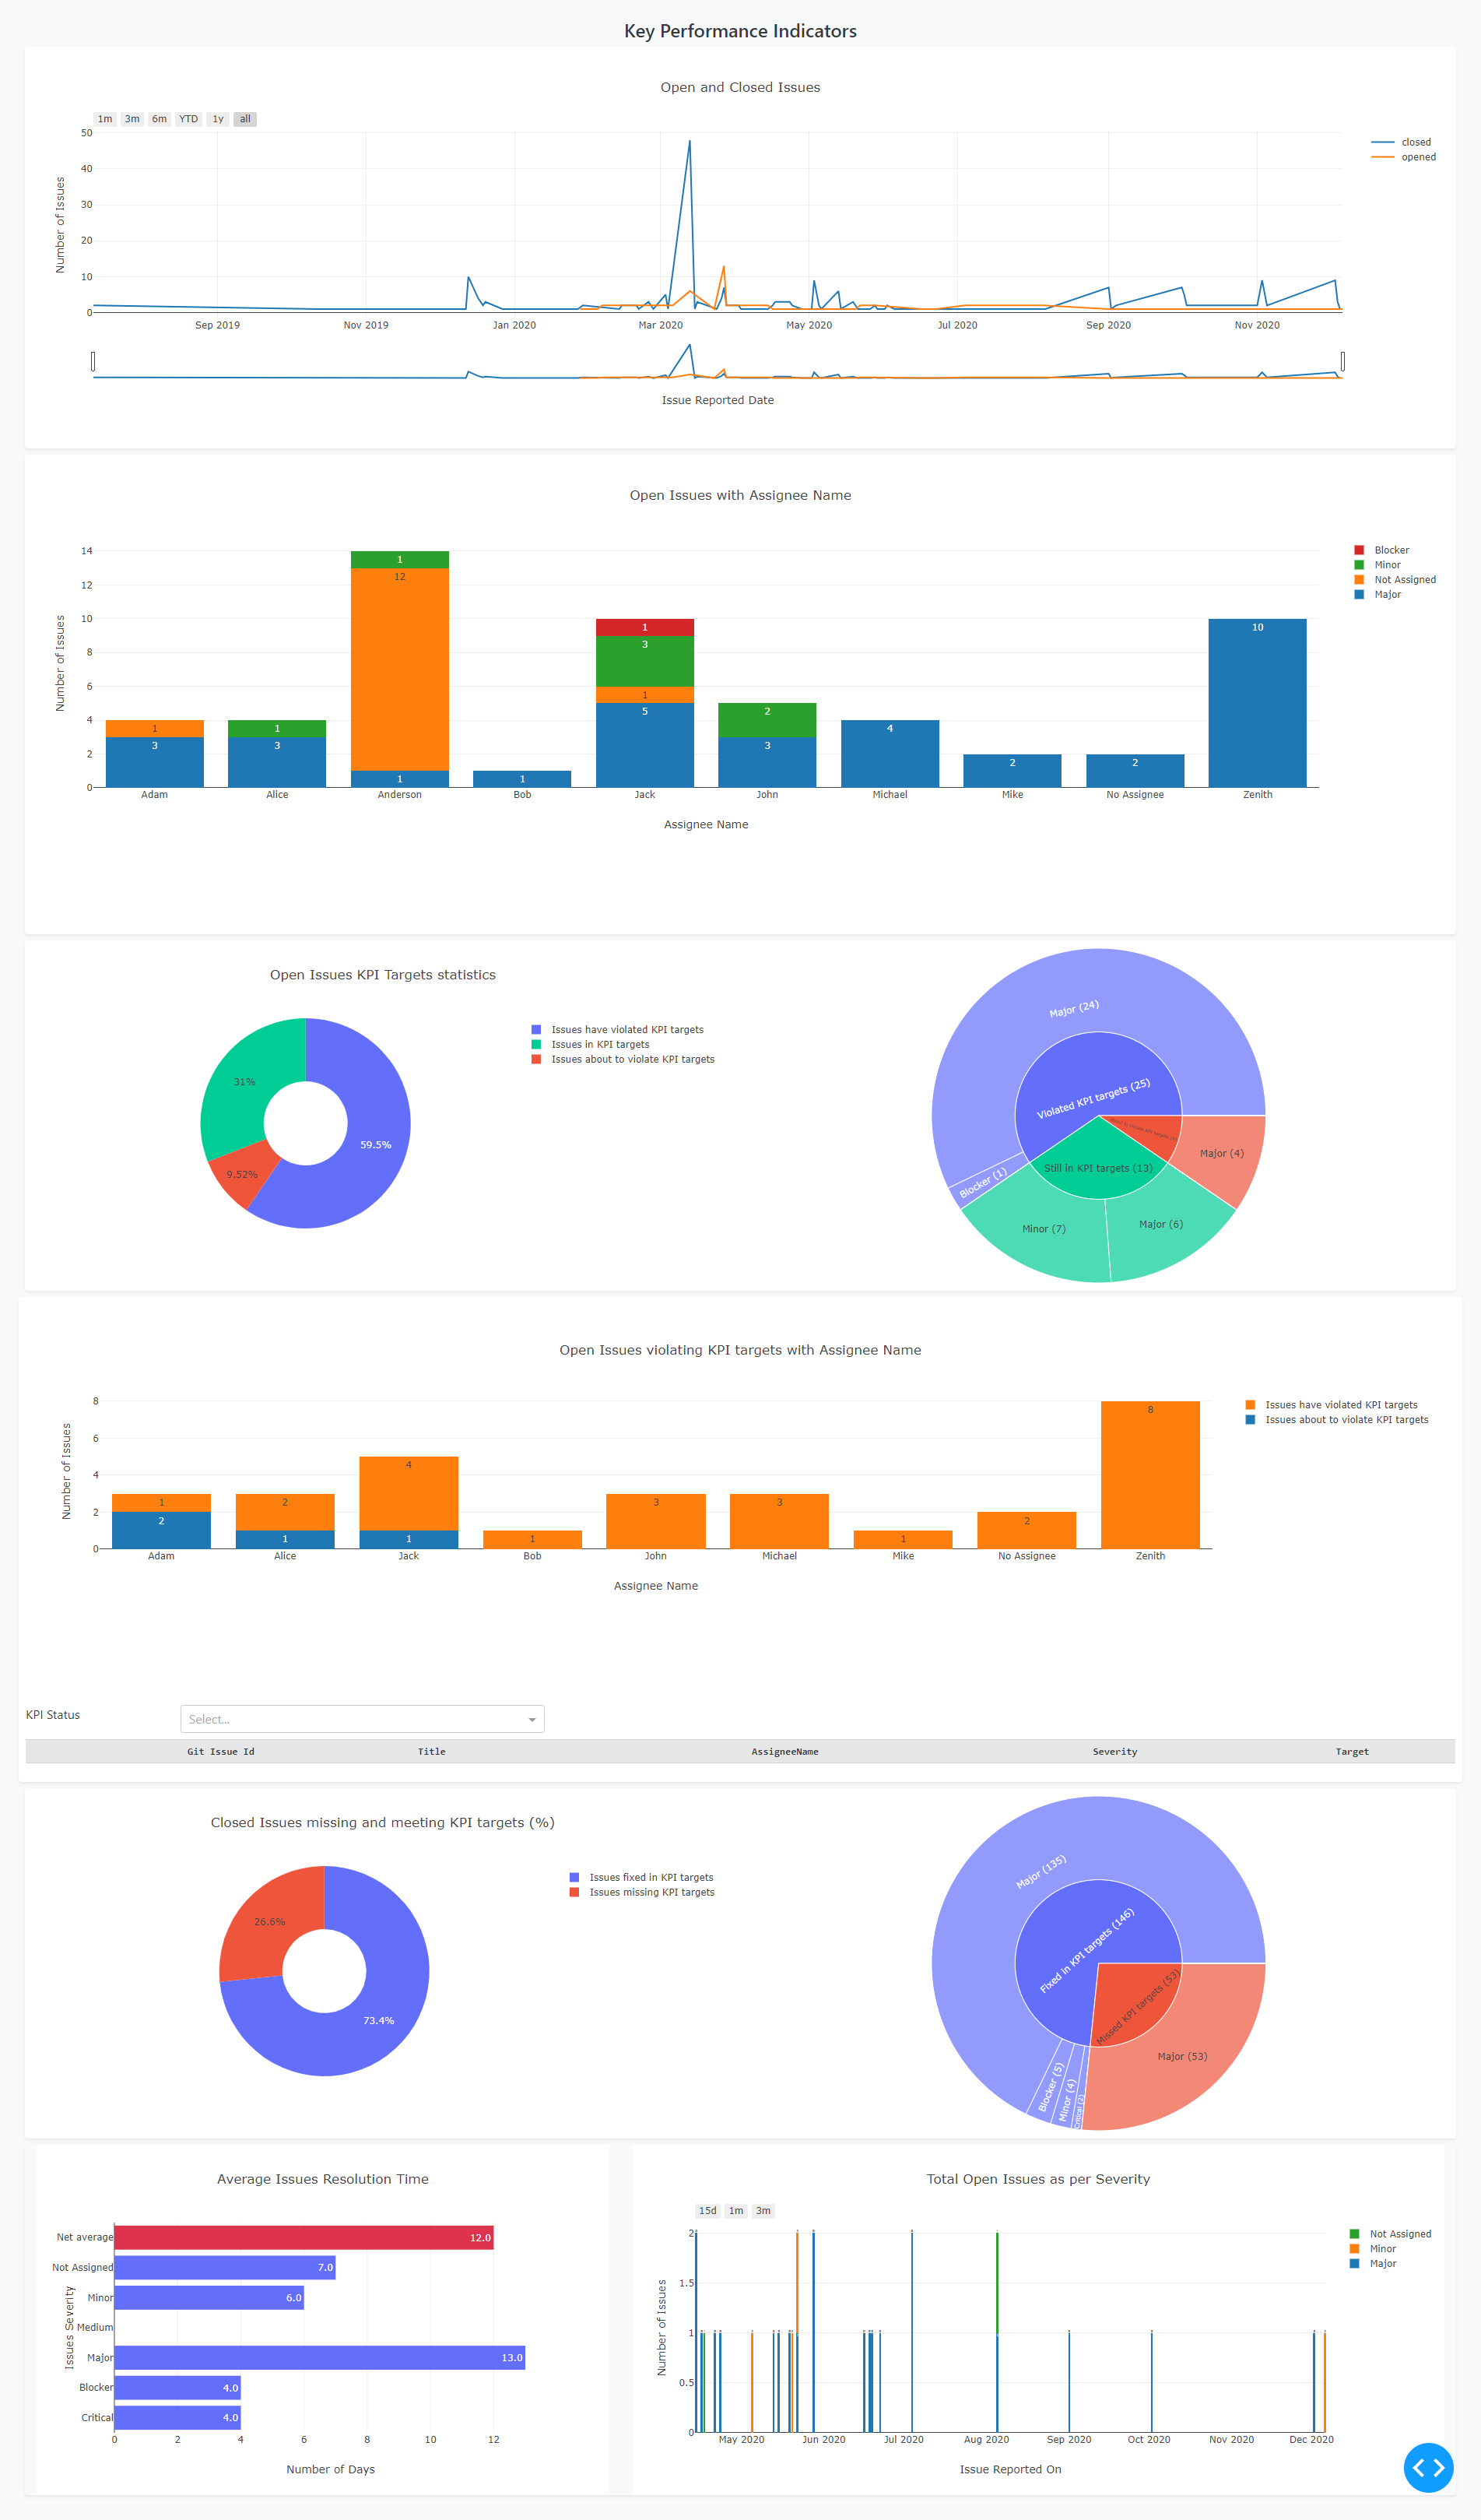 Key Performance Indicators
Open and Closed Issues
1m 3m 6m YTD 1y all
50
40
30
20
10
0
Number of Issues
closed
opened
Sep 2019 Nov 2019 Jan 2020 Mar 2020 May 2020 Jul 2020 Sep 2020 Nov 2020
Issue Reported Date
Open Issues with Assignee Name
14
12
10
8
6
4
2
0
Number of Issues
Blocker
Minor
Not Assigned
Major
1 3
1 3
1 12 1
1
1 3 1 5
2 3
4
2
2
10
Adam Alice Anderson Bob Jack John Michael Mike No Assignee Zenith
Assignee Name
Open Issues KPI Targets statistics
Issues have violated KPI targets
Issues in KPI targets
Issues about to violate KPI targets
31%
59.5%
9.52%
Major (24)
Violated KPI targets (25)
Major (4)
Still in KPI targets (13)
Blocker (1)
Minor (7)
Major (6)
Open Issues violating KPI targets with Assignee Name
8
6
4
2
0
Number of Issues
Issues have violated KPI targets
Issues about to violate KPI targets
1 2
2 1
4 1
1
3
3
1
2
8
Adam Alice Jack Bob John Michael Mike No Assignee Zenith
Assignee Name
KPI Status
Select...
Git Issue Id Title AssigneeName Severity Target
Closed Issues missing and meeting KPI targets (%)
Issues fixed in KPI targets
Issues missing KPI targets
26.6%
73.4%
Major (135)
Fixed in KPI targets (146)
Missed KPI targets (53)
Major (53)
Blocker (5)
Minor (4)
Critical (2)
Average Issues Resolution Time
Issues Severity
Net average 12.0
Not Assigned 7.0
Minor 6.0
Medium
Major 13.0
Blocker 4.0
Critical 4.0
0 2 4 6 8 10 12
Number of Days
Total Open Issues as per Severity
15d 1m 3m
2
1.5
1
0.5
0
Number of Issues
Not Assigned
Minor
Major
May 2020 Jun 2020 Jul 2020 Aug 2020 Sep 2020 Oct 2020 Nov 2020 Dec 2020
Issue Reported On